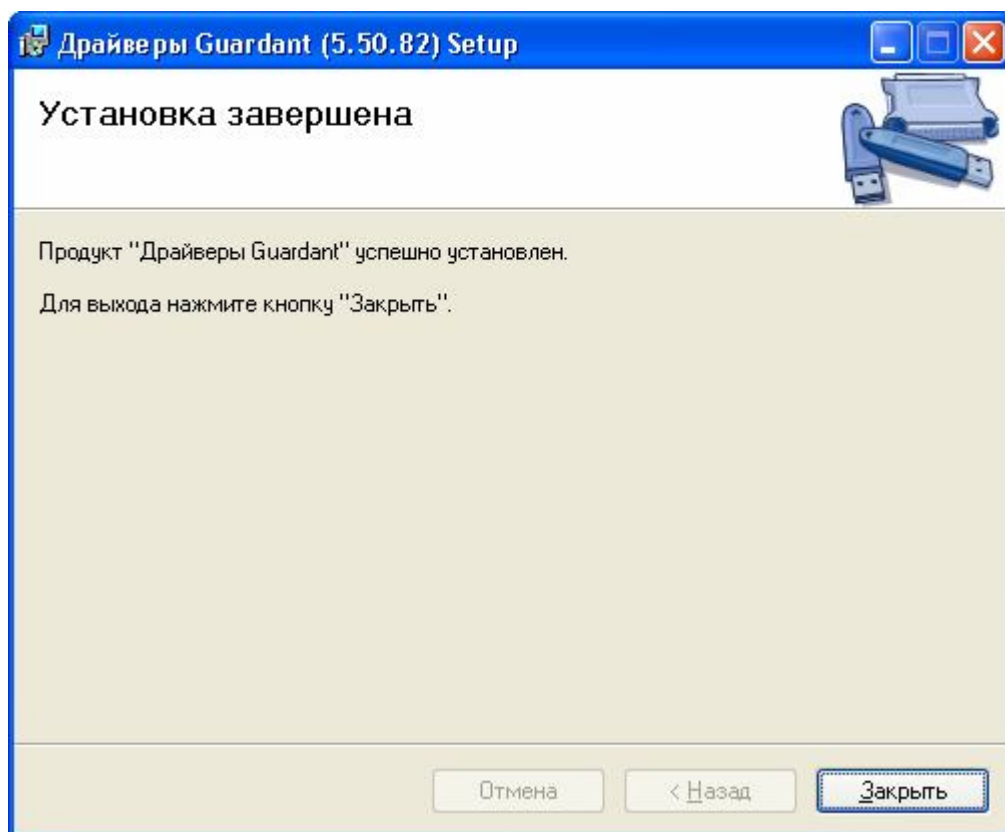 Драйверы Guardant (5.50.82) Setup
Установка завершена
Продукт "Драйверы Guardant" успешно установлен.
Для выхода нажмите кнопку "Закрыть".
Отмена
< Назад
Закрыть